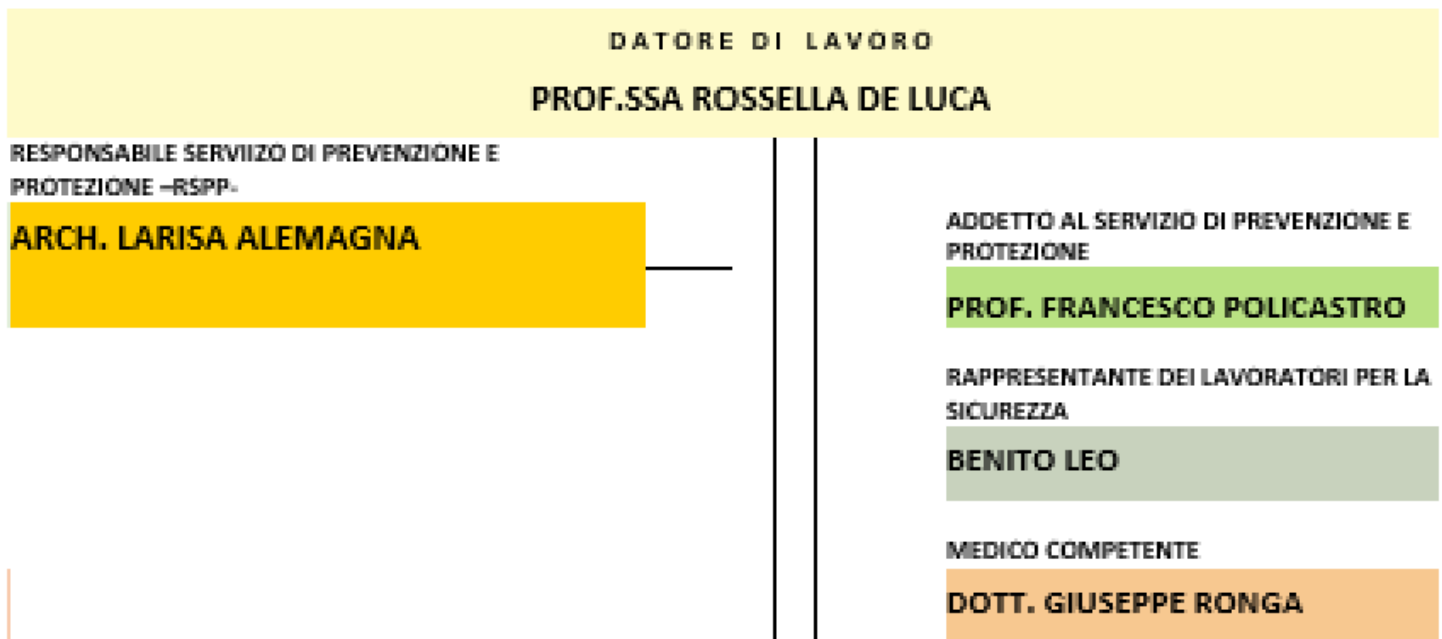 DATORE DI LAVORO
PROF.SSA ROSSELLA DE LUCA
RESPONSABILE SERVIIZO DI PREVENZIONE E
PROTEZIONE –RSPP-
ARCH. LARISA ALEMAGNA
ADDETTO AL SERVIZIO DI PREVENZIONE E
PROTEZIONE
PROF. FRANCESCO POLICASTRO
RAPPRESENTANTE DEI LAVORATORI PER LA
SICUREZZA
BENITO LEO
MEDICO COMPETENTE
DOTT. GIUSEPPE RONGA